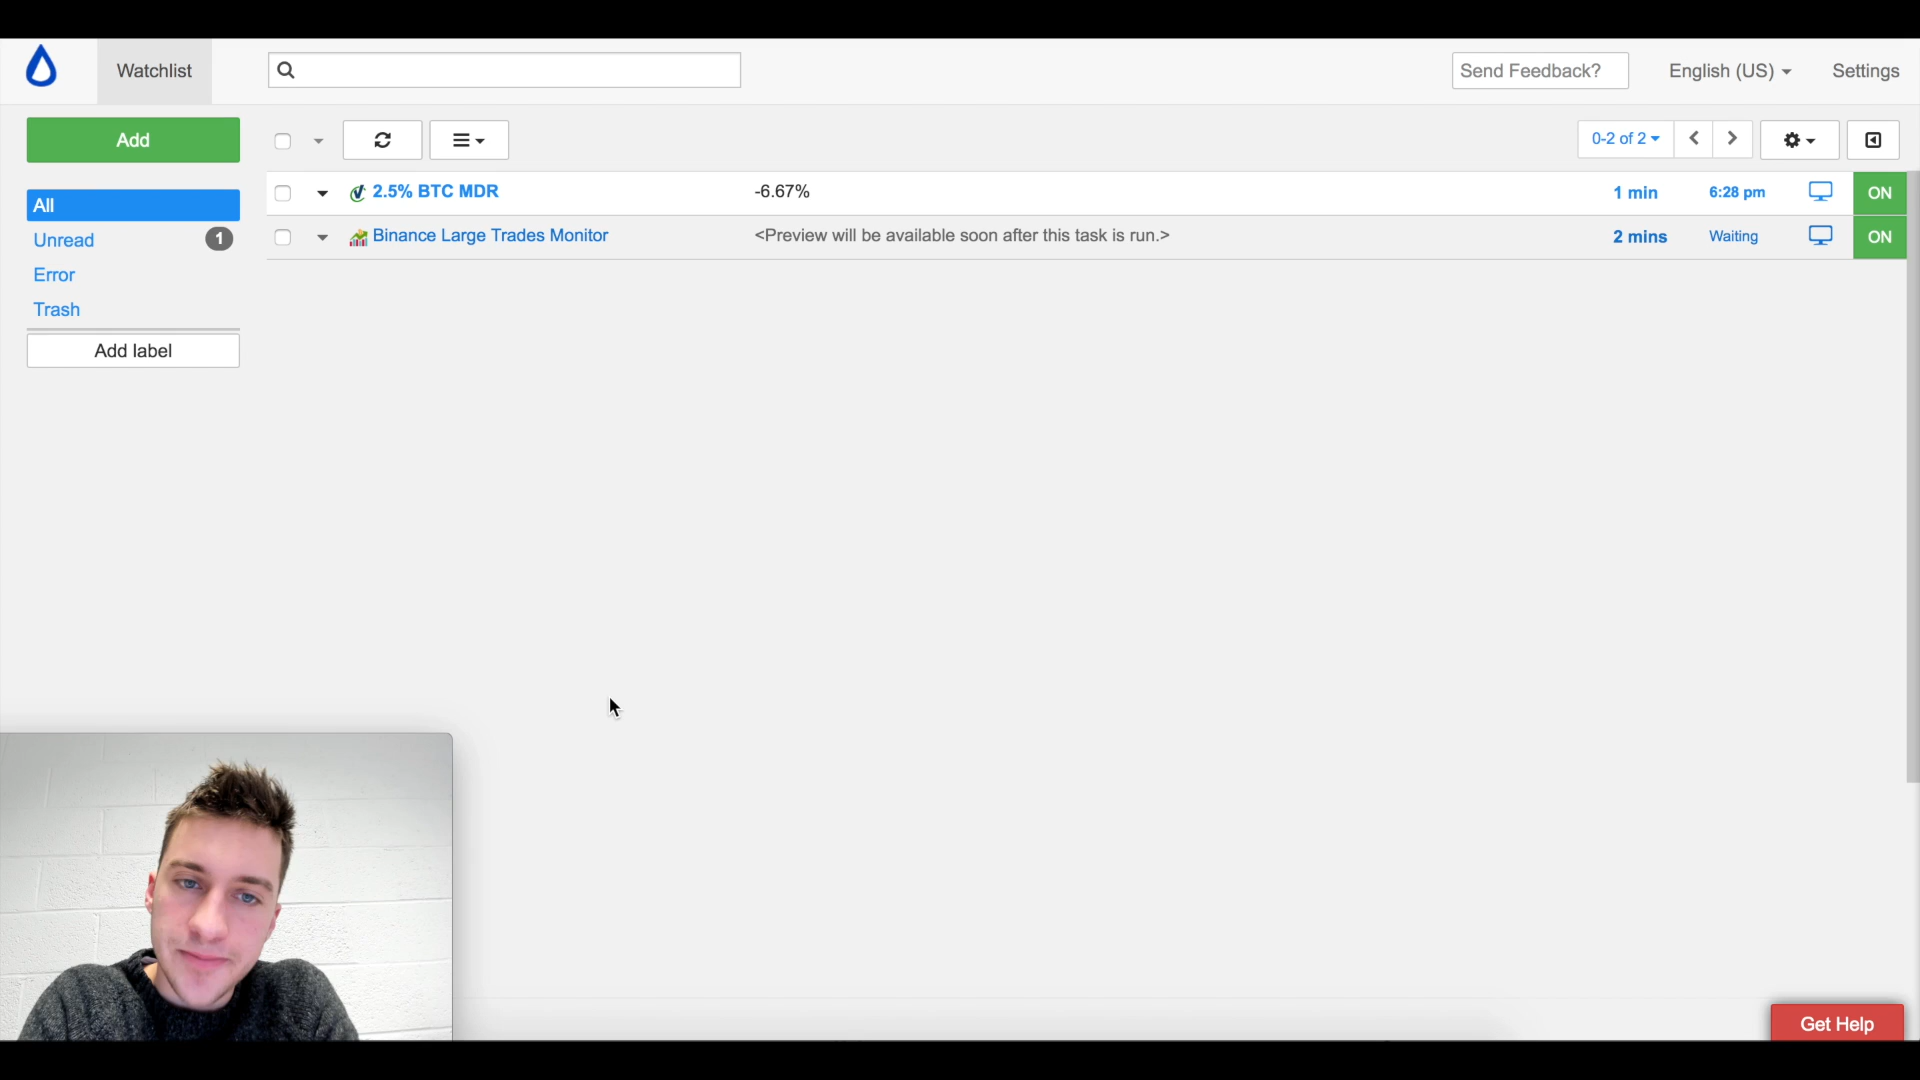 Watchlist
Send Feedback?
English (US)
Settings
Add
0-2 of 2
All
2.5% BTC MDR
-6.67%
1 min
6:28 pm
ON
Unread
1
Binance Large Trades Monitor
<Preview will be available soon after this task is run.>
2 mins
Waiting
ON
Error
Trash
Add label
Get Help